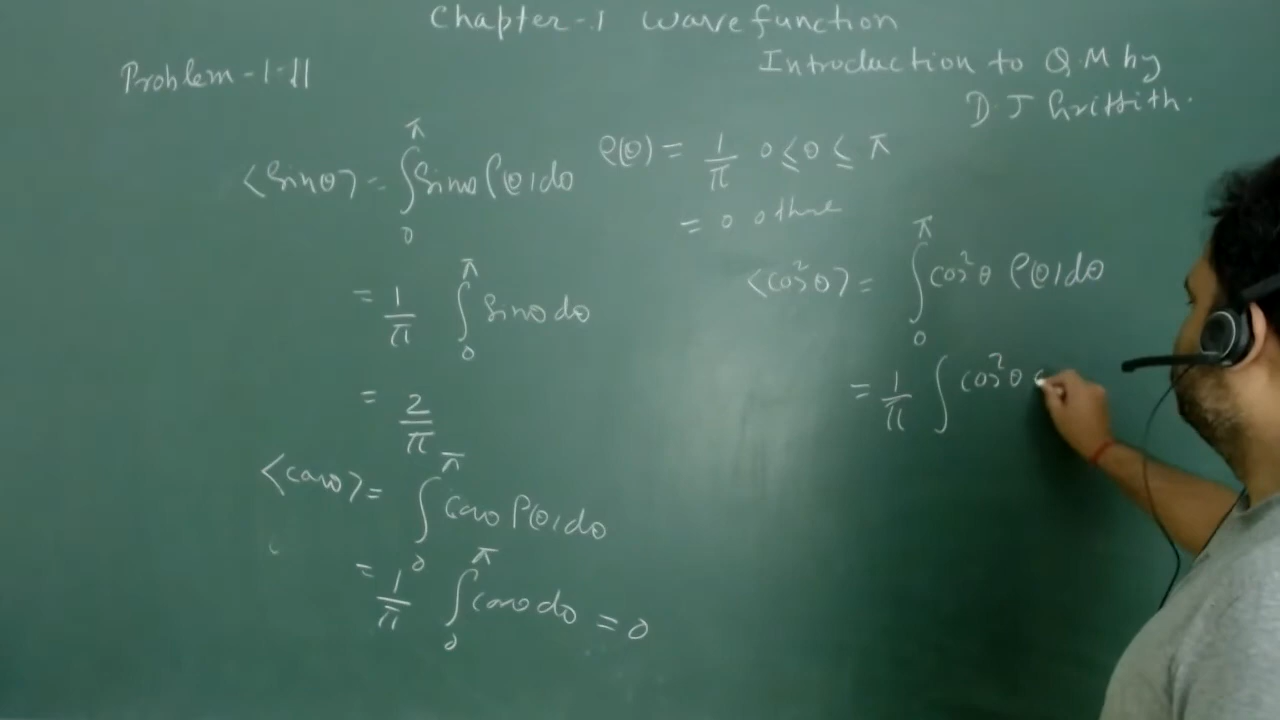 Chapter-1 Wave function
Introduction to QM by
D J Griffith.
Problem-1.11
<Sinθ> = ∫₀^π Sinθ ρ(θ) dθ
= 1/π ∫₀^π Sinθ dθ
= 2/π
<cosθ> = ∫₀^π cosθ ρ(θ) dθ
= 1/π ∫₀^π cosθ dθ = 0
ρ(θ) = 1/π 0 ≤ θ ≤ π
= 0
<cos²θ> = ∫₀^π cos²θ ρ(θ) dθ
= 1/π ∫ cos²θ